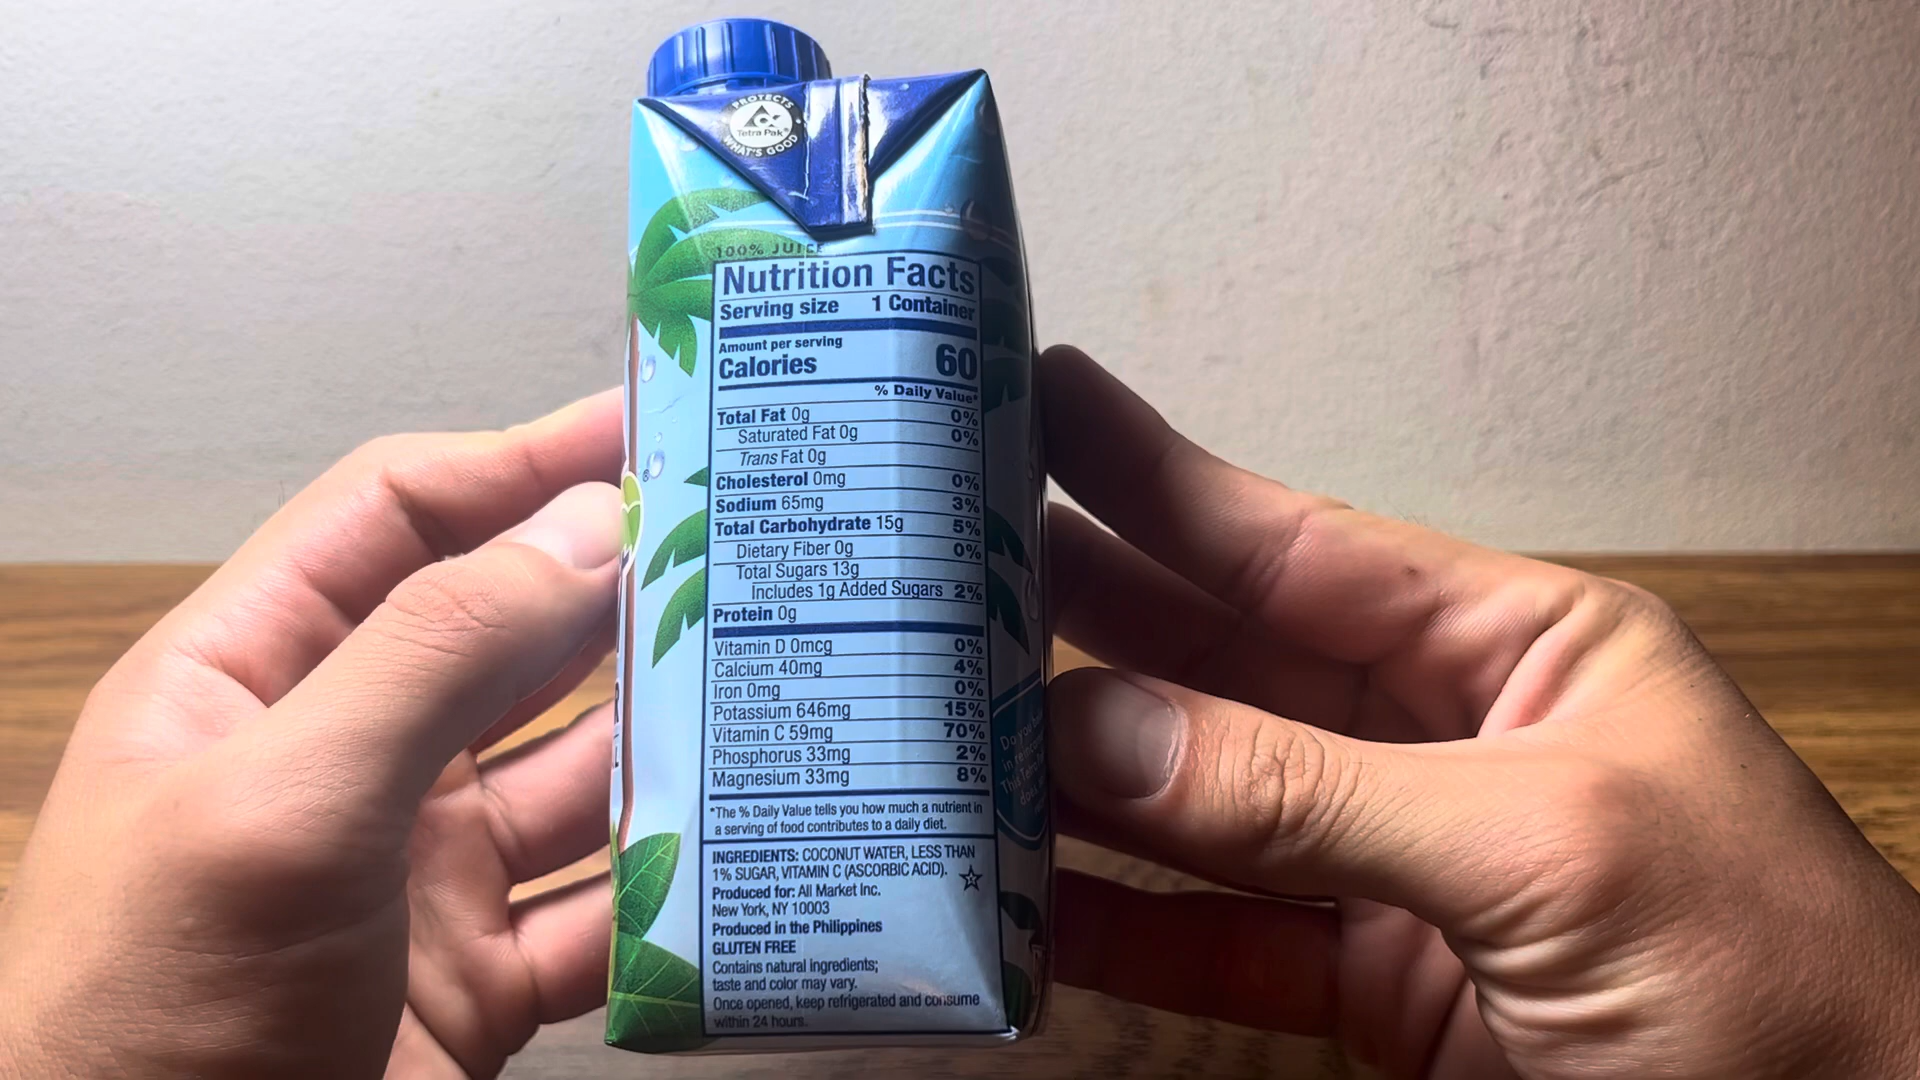 PROTECTS
Tetra Pak®
WHAT'S GOOD
100% JUICE
Nutrition Facts
Serving size 1 Container
Amount per serving
Calories 60
% Daily Value*
Total Fat 0g 0%
Saturated Fat 0g 0%
Trans Fat 0g
Cholesterol 0mg 0%
Sodium 65mg 3%
Total Carbohydrate 15g 5%
Dietary Fiber 0g 0%
Total Sugars 13g
Includes 1g Added Sugars 2%
Protein 0g
Vitamin D 0mcg 0%
Calcium 40mg 4%
Iron 0mg 0%
Potassium 646mg 15%
Vitamin C 59mg 70%
Phosphorus 33mg 2%
Magnesium 33mg 8%
*The % Daily Value tells you how much a nutrient in
a serving of food contributes to a daily diet.
INGREDIENTS: COCONUT WATER, LESS THAN
1% SUGAR, VITAMIN C (ASCORBIC ACID).
Produced for: All Market Inc.
New York, NY 10003
Produced in the Philippines
GLUTEN FREE
Contains natural ingredients;
taste and color may vary.
Once opened, keep refrigerated and consume
within 24 hours.
Do you